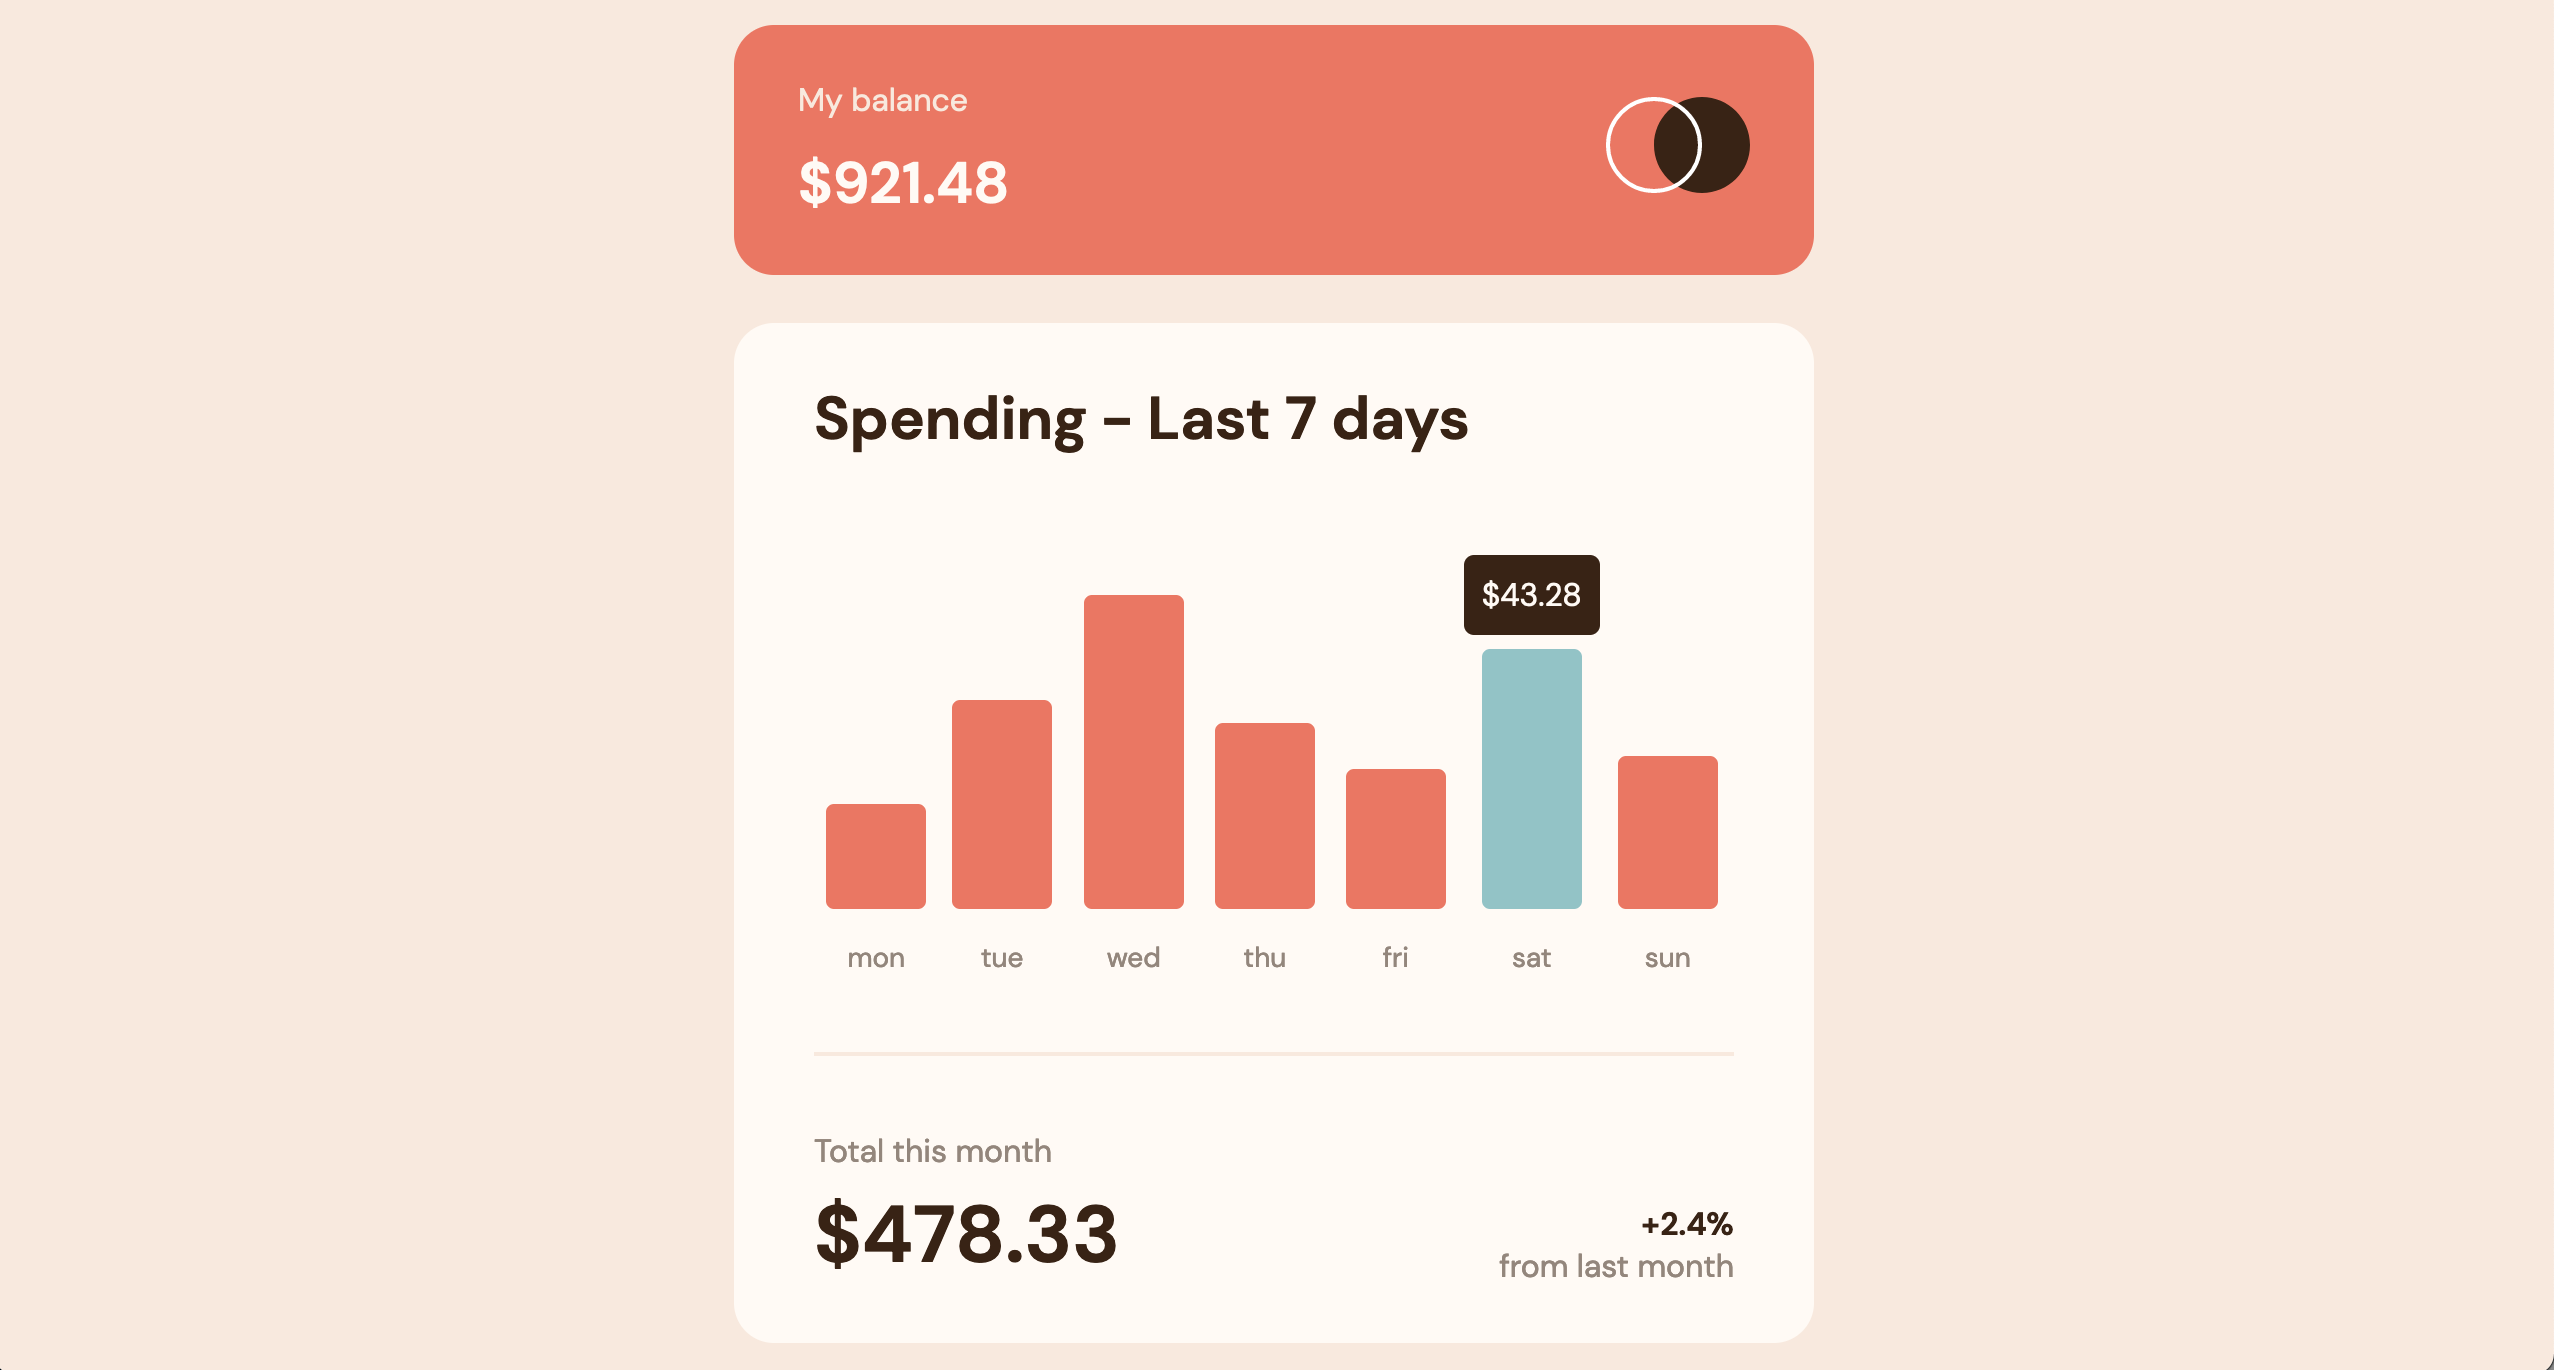 My balance
$921.48
Spending - Last 7 days
$43.28
mon tue wed thu fri sat sun
Total this month
$478.33
+2.4%
from last month